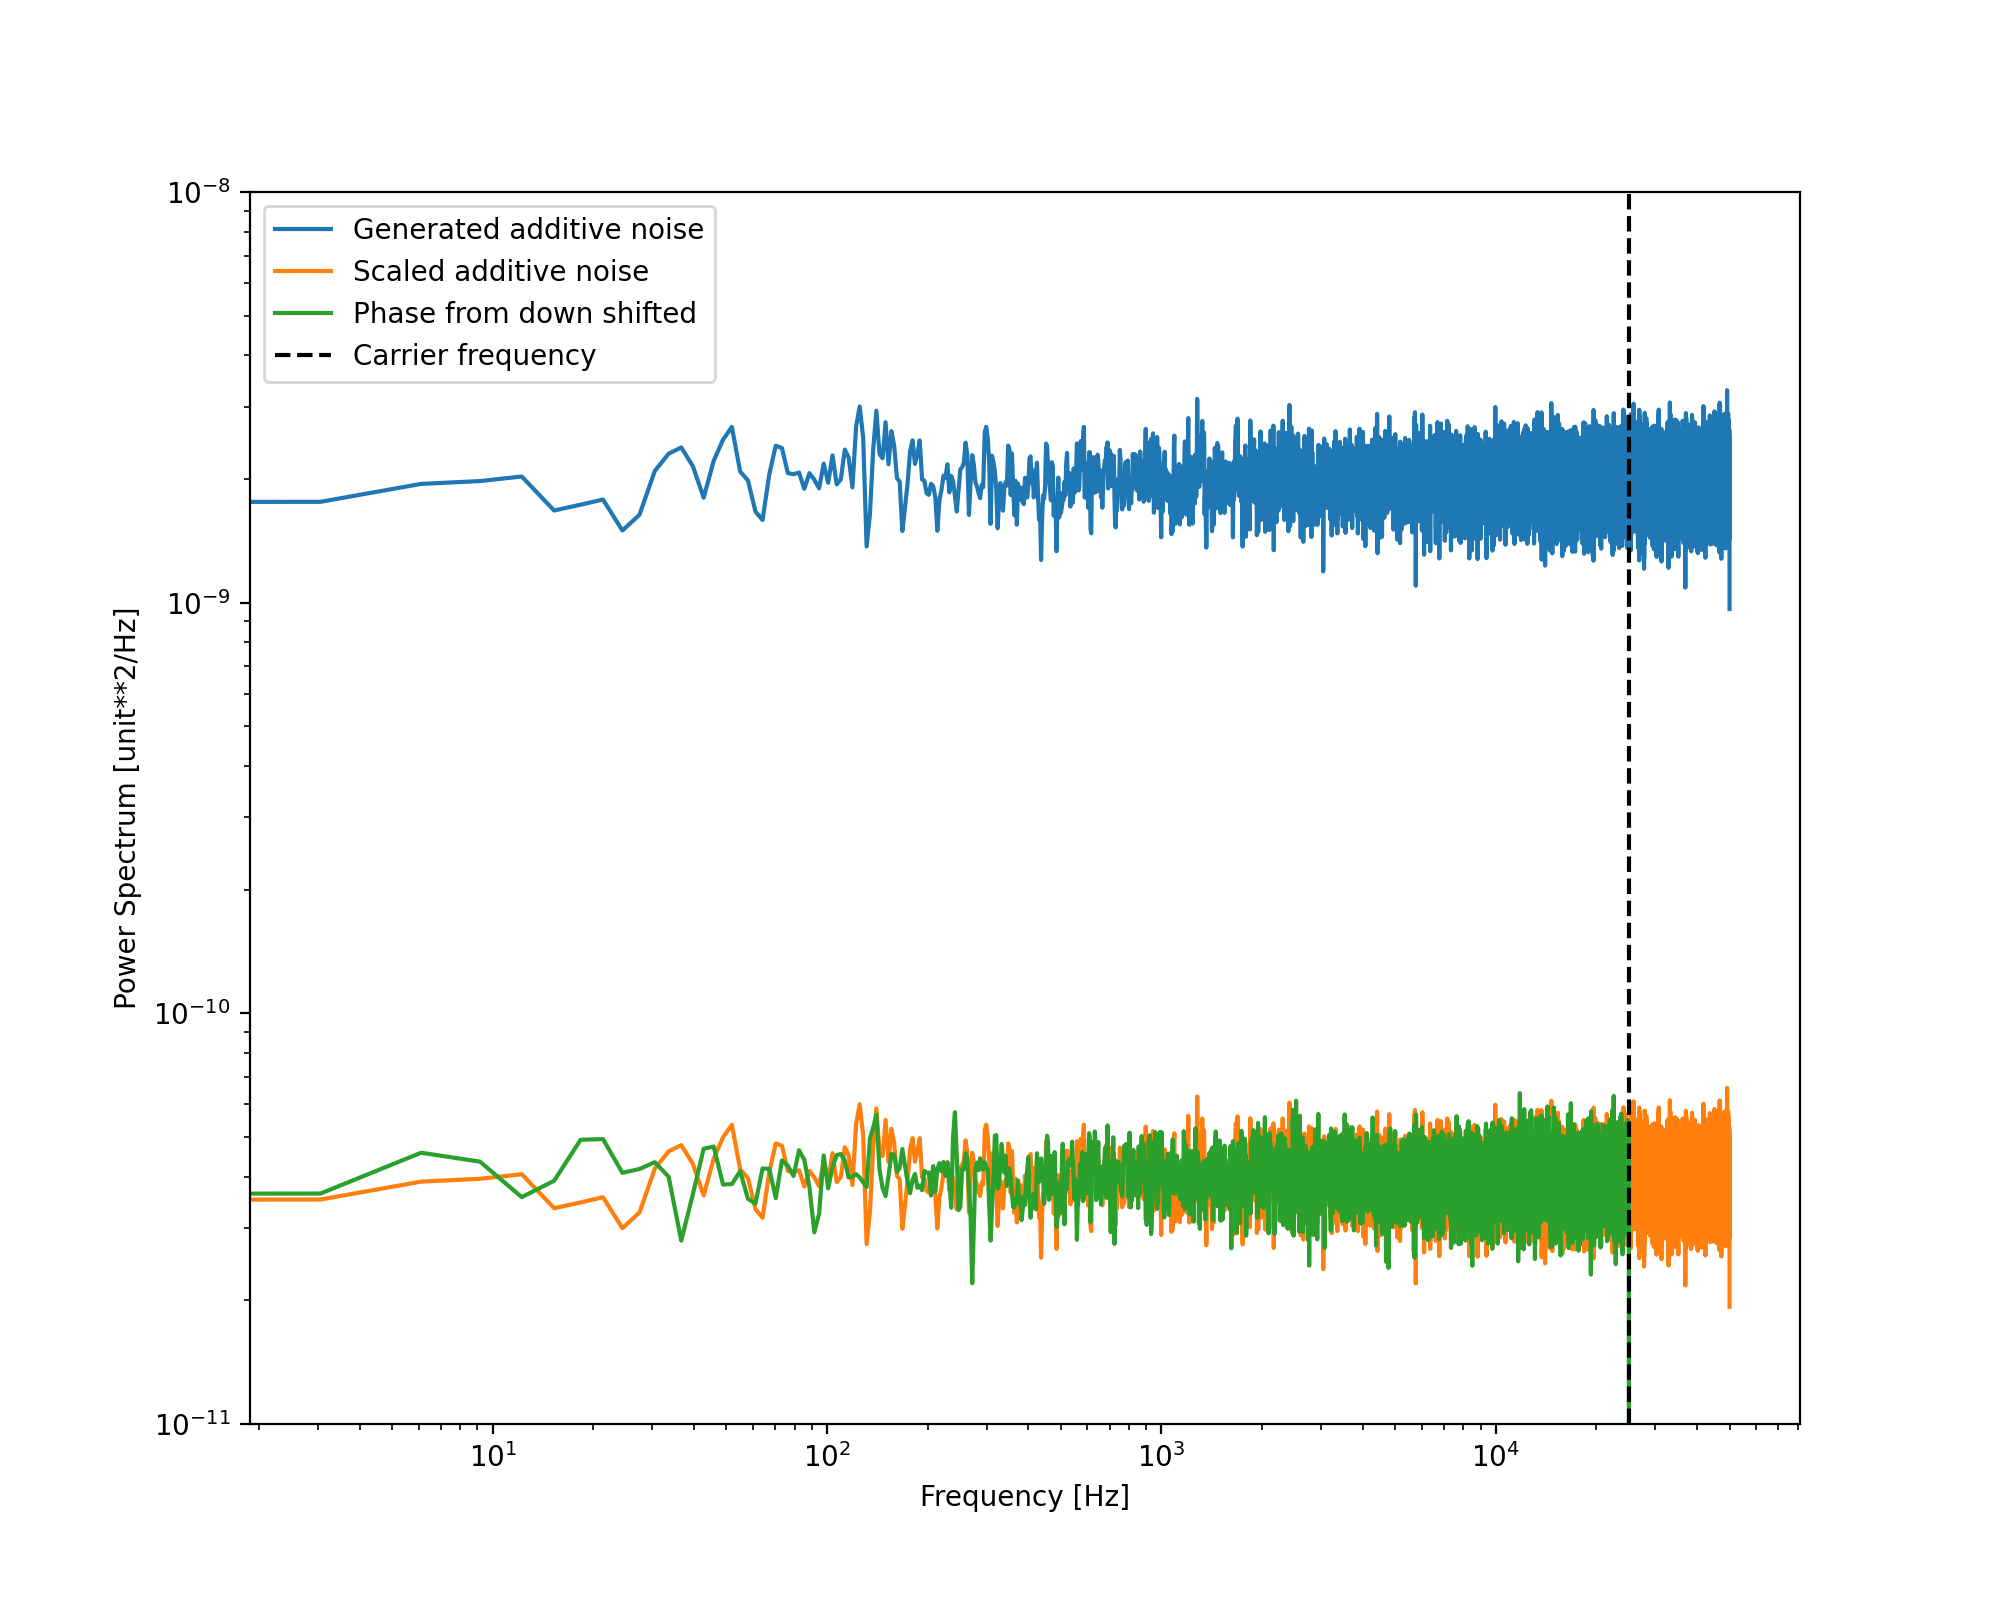 10⁻⁸
Generated additive noise
Scaled additive noise
Phase from down shifted
Carrier frequency
10⁻⁹
10⁻¹⁰
10⁻¹¹
Power Spectrum [unit**2/Hz]
10¹
10²
10³
10⁴
Frequency [Hz]